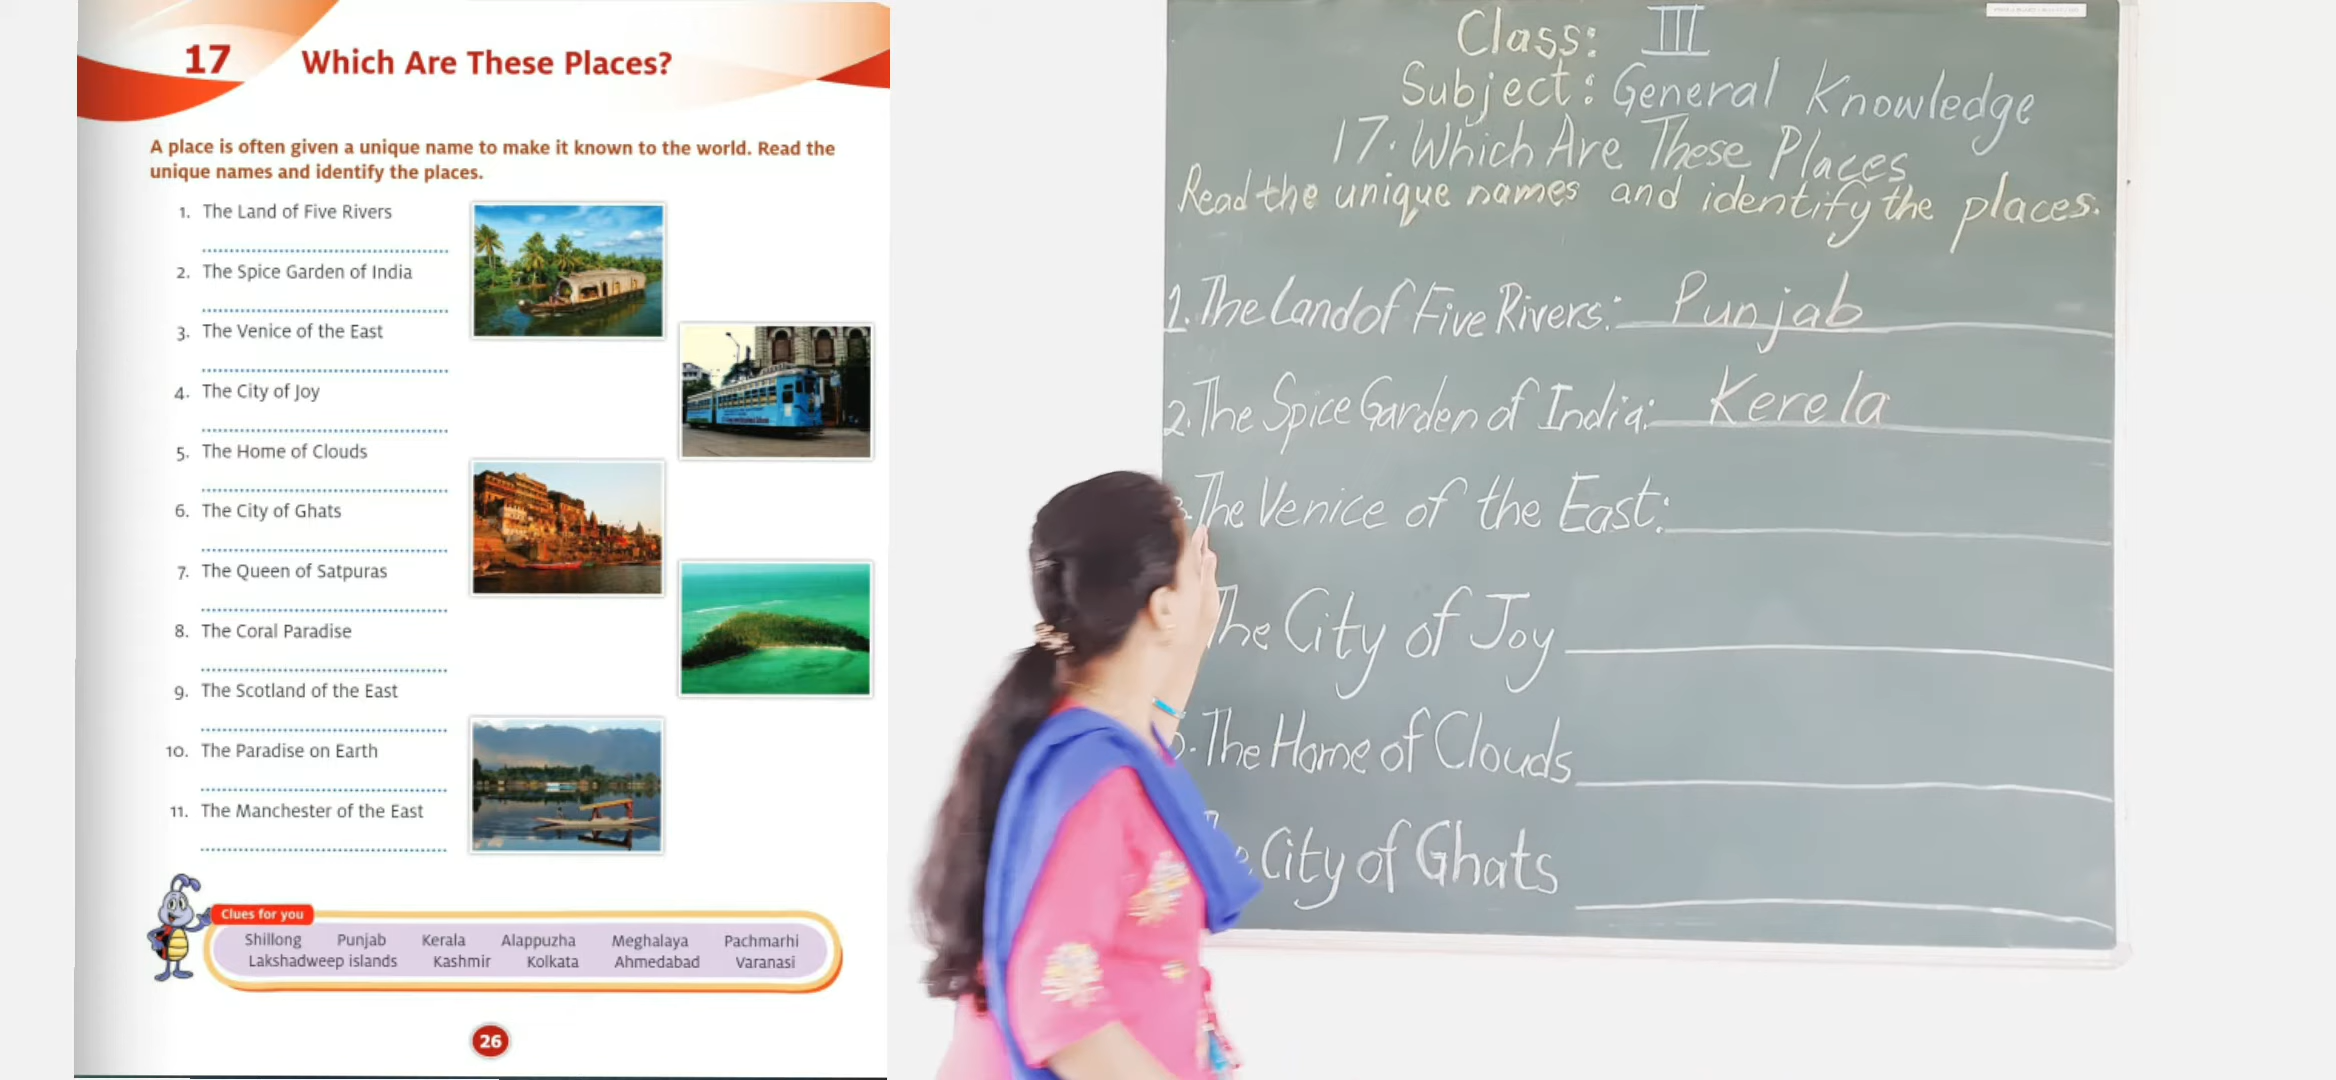 17
Which Are These Places?
A place is often given a unique name to make it known to the world. Read the
unique names and identify the places.
1. The Land of Five Rivers
2. The Spice Garden of India
3. The Venice of the East
4. The City of Joy
5. The Home of Clouds
6. The City of Ghats
7. The Queen of Satpuras
8. The Coral Paradise
9. The Scotland of the East
10. The Paradise on Earth
11. The Manchester of the East
Clues for you
Shillong Punjab Kerala Alappuzha Meghalaya Pachmarhi
Lakshadweep islands Kashmir Kolkata Ahmedabad Varanasi
26
Class: III
Subject: General Knowledge
17. Which Are These Places
Read the unique names and identify the places.
1. The Land of Five Rivers: Punjab
2. The Spice Garden of India: Kerela
The Venice of the East:
The City of Joy
The Home of Clouds
City of Ghats